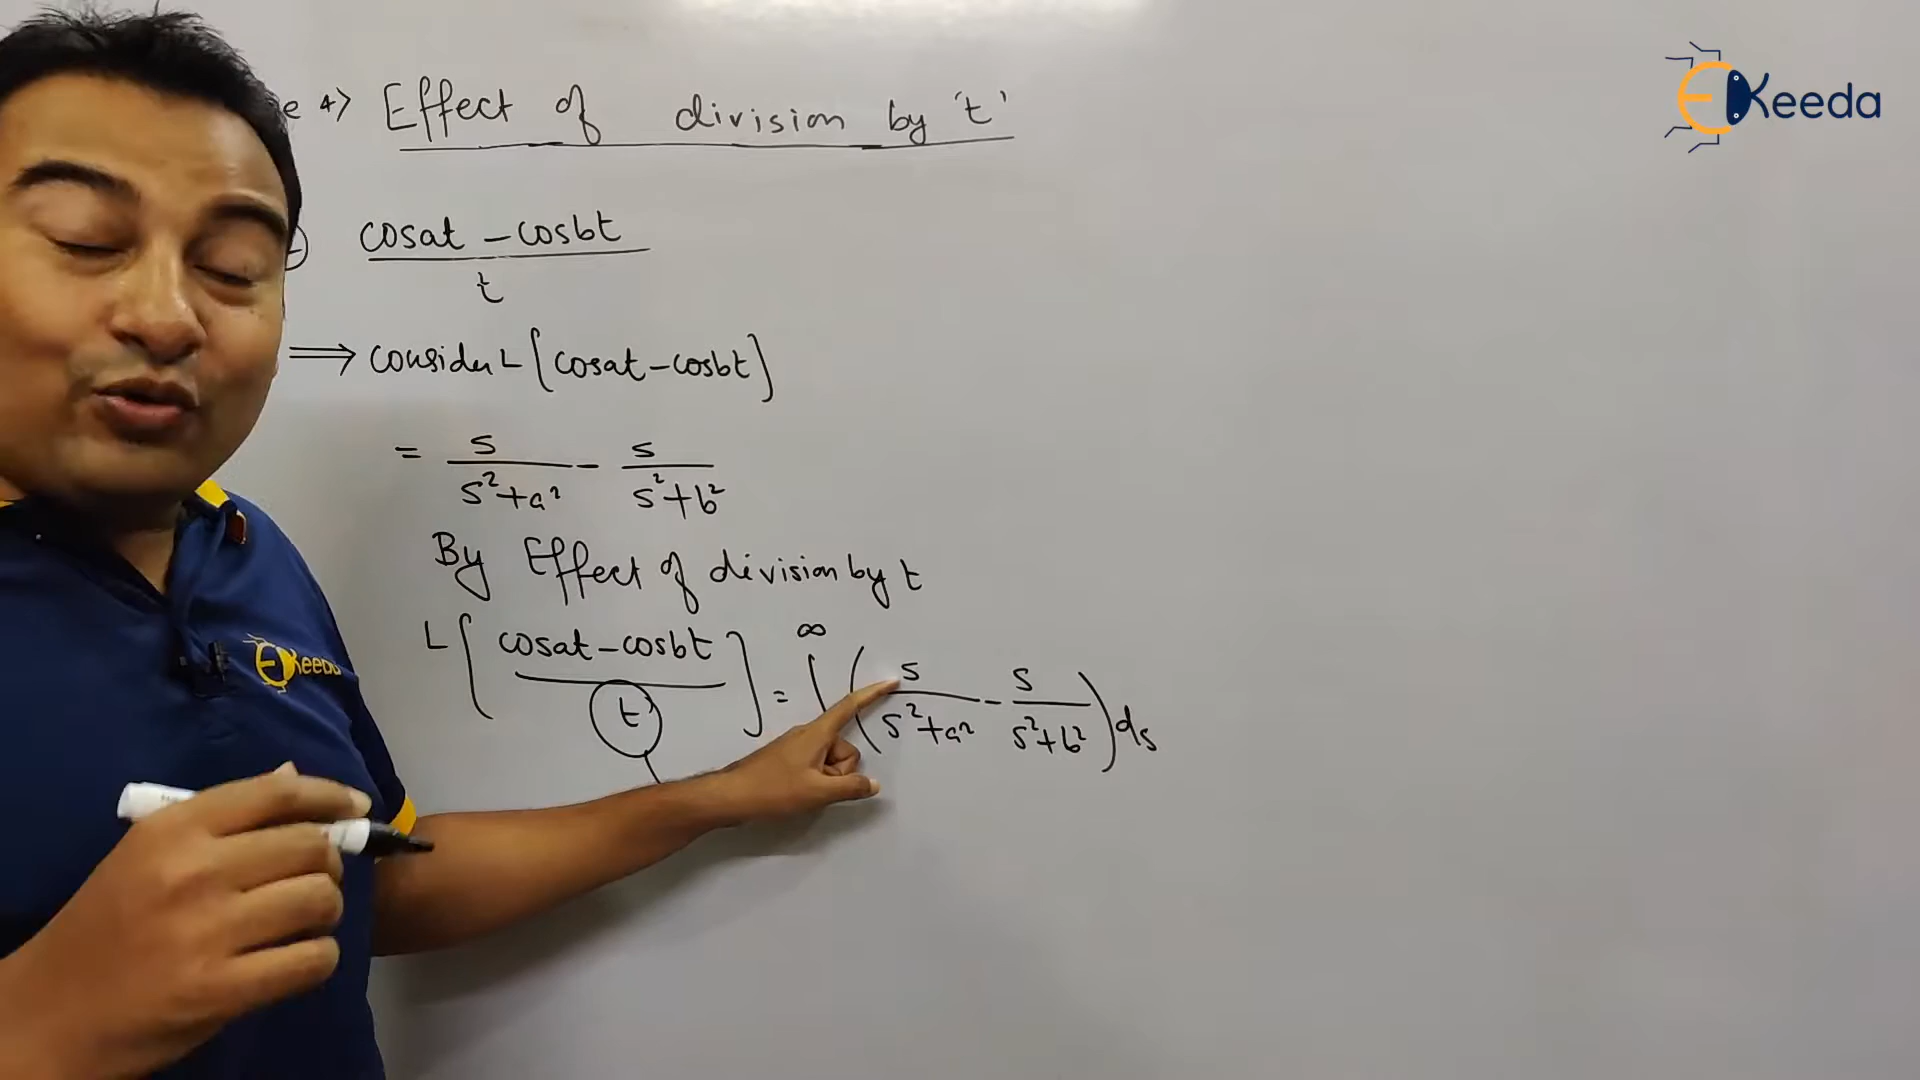 e 4> Effect of division by 't'
EKeeda
cosat - cosbt
t
⇒ consider L[cosat - cosbt]
= s/(s²+a²) - s/(s²+b²)
By Effect of division by t
L[(cosat - cosbt)/t] = ∫ ∞ (s/(s²+a²) - s/(s²+b²)) ds
EKeeda